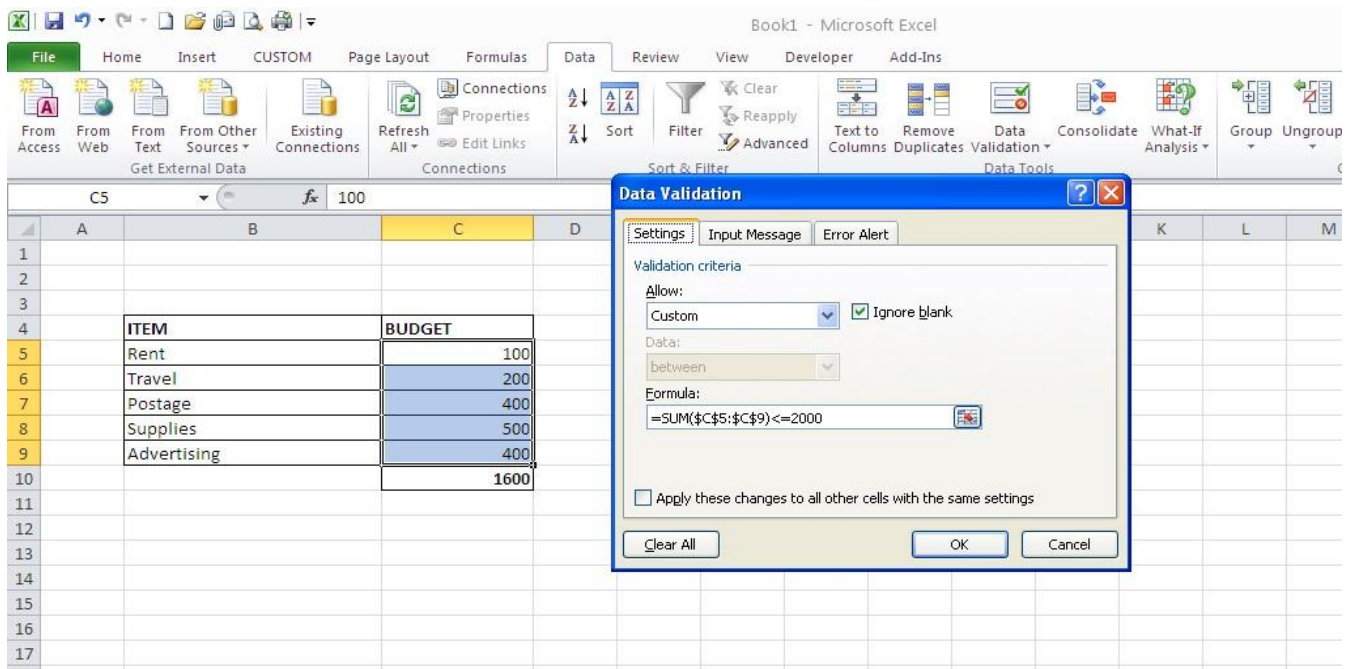 Book1 - Microsoft Excel
File Home Insert CUSTOM Page Layout Formulas Data Review View Developer Add-Ins
From Access
From Web
From Text
From Other Sources
Existing Connections
Get External Data
Refresh All
Connections
Properties
Edit Links
Connections
Sort
Filter
Clear
Reapply
Advanced
Sort & Filter
Text to Columns
Remove Duplicates
Data Validation
Consolidate
What-If Analysis
Data Tools
Group
Ungroup
C5 fx 100
A B C D K L M
1
2
3
4 ITEM BUDGET
5 Rent 100
6 Travel 200
7 Postage 400
8 Supplies 500
9 Advertising 400
10 1600
11
12
13
14
15
16
17
Data Validation
Settings Input Message Error Alert
Validation criteria
Allow:
Custom Ignore blank
Data:
between
Formula:
=SUM($C$5:$C$9)<=2000
Apply these changes to all other cells with the same settings
Clear All OK Cancel